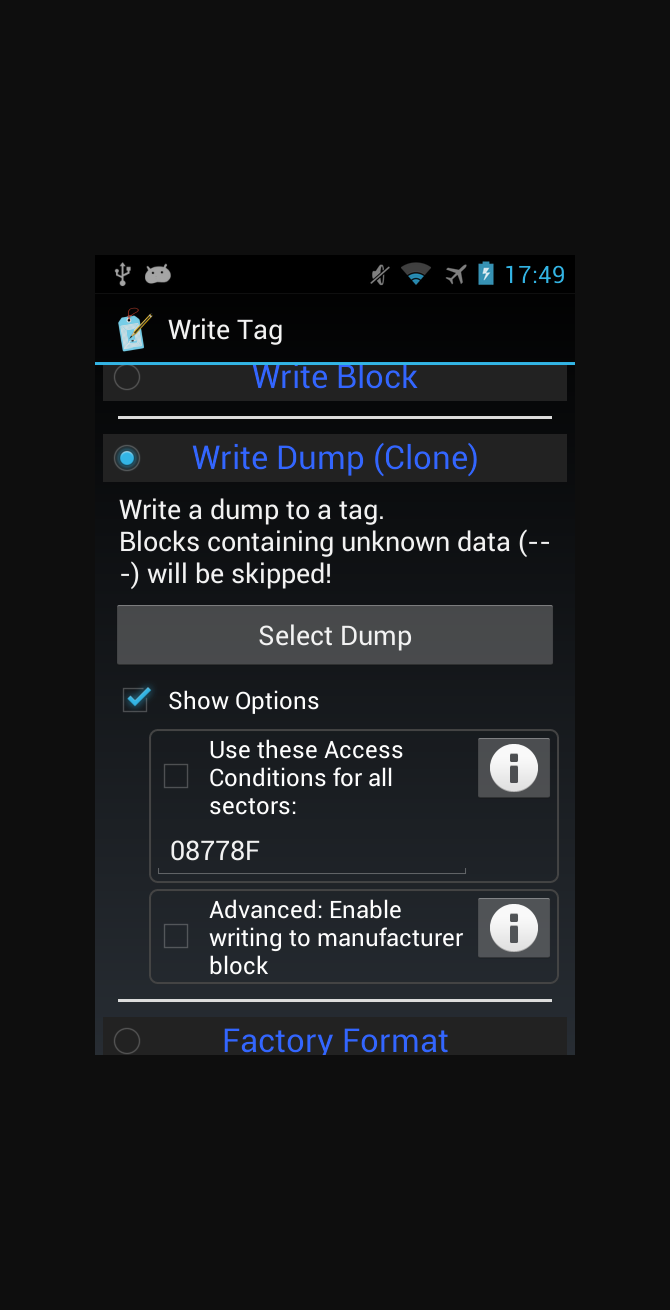 17:49
Write Tag
Write Block
Write Dump (Clone)
Write a dump to a tag.
Blocks containing unknown data (--
-) will be skipped!
Select Dump
Show Options
Use these Access
Conditions for all
sectors:
08778F
Advanced: Enable
writing to manufacturer
block
Factory Format